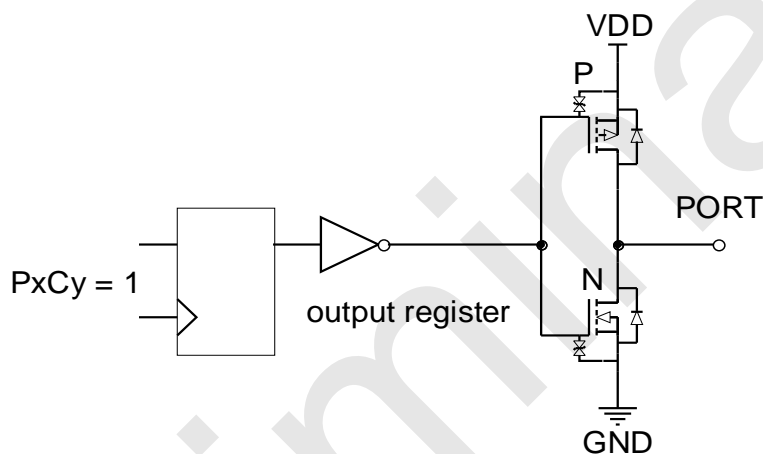 VDD
P
PORT
PxCy = 1
N
output register
GND